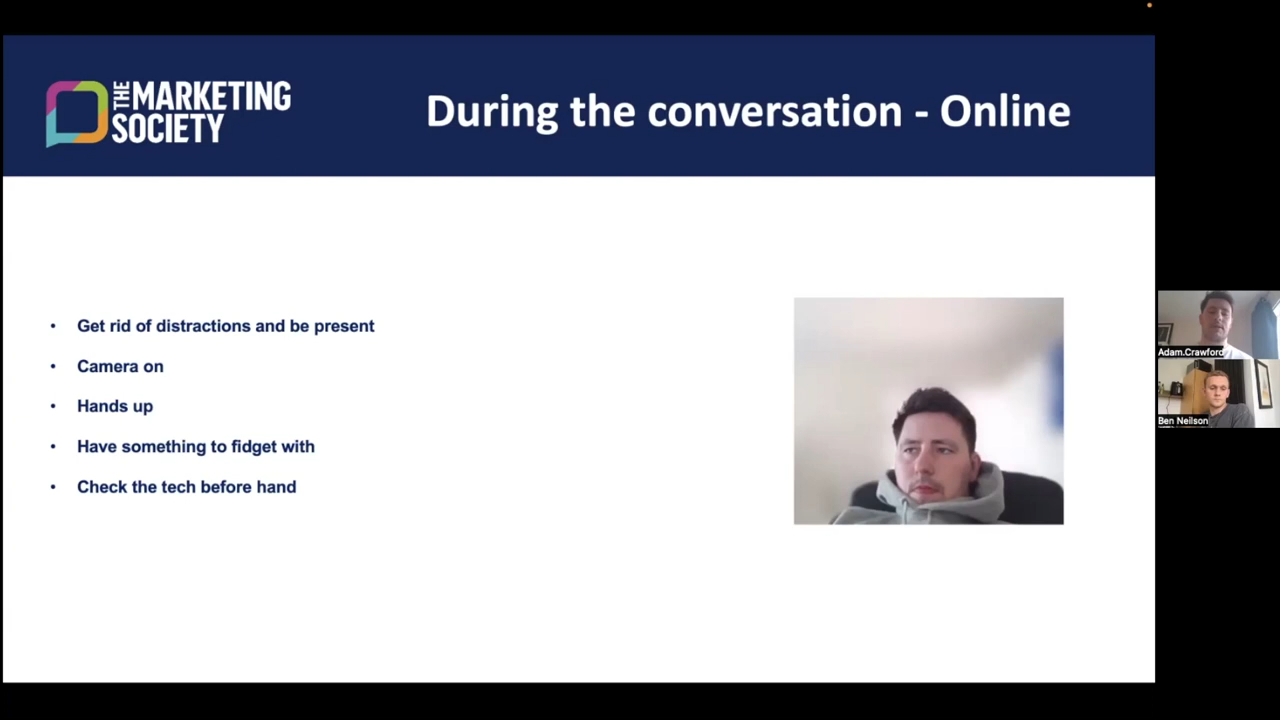 THE MARKETING
SOCIETY
During the conversation - Online
• Get rid of distractions and be present
• Camera on
• Hands up
• Have something to fidget with
• Check the tech before hand
Adam.Crawford
Ben Neilson